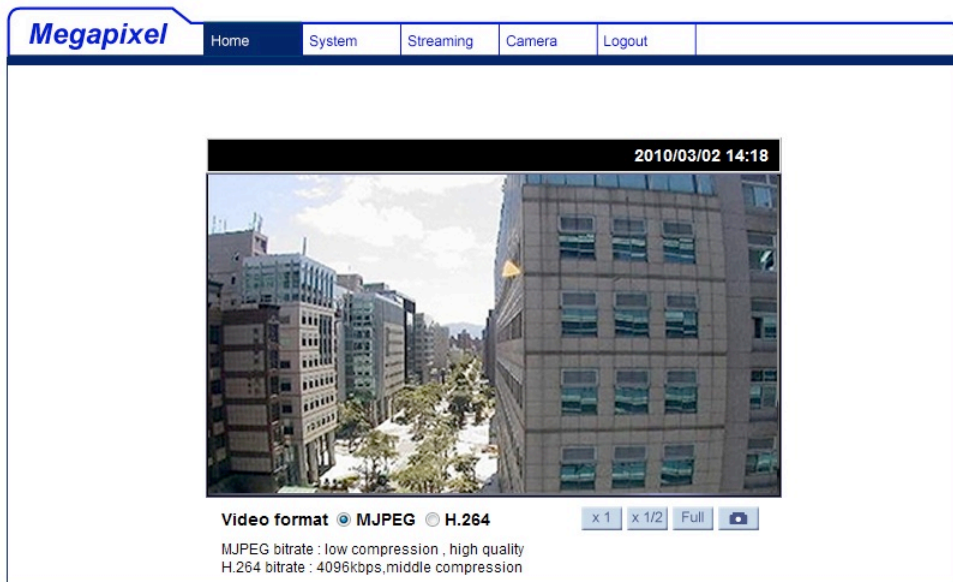 Megapixel
Home System Streaming Camera Logout
2010/03/02 14:18
Video format MJPEG H.264 x 1 x 1/2 Full
MJPEG bitrate : low compression , high quality
H.264 bitrate : 4096kbps,middle compression